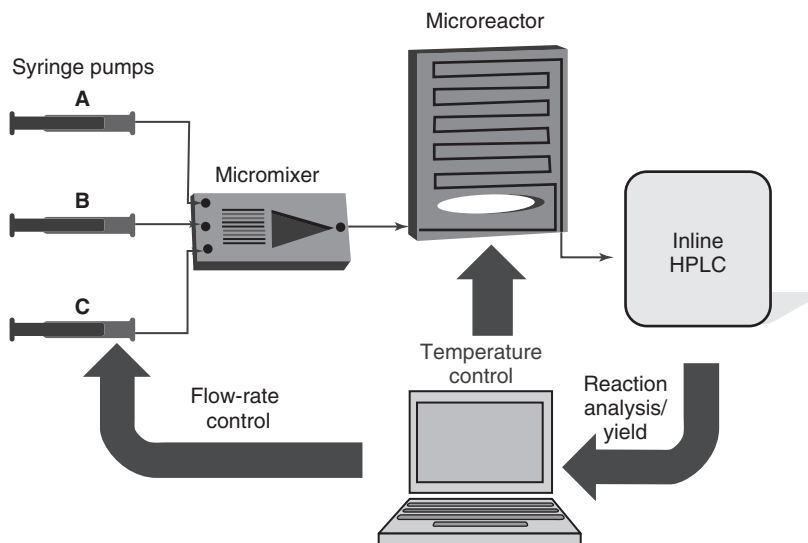 Microreactor
Syringe pumps
A
Micromixer
B
Inline
HPLC
C
Temperature
control
Reaction
analysis/
yield
Flow-rate
control